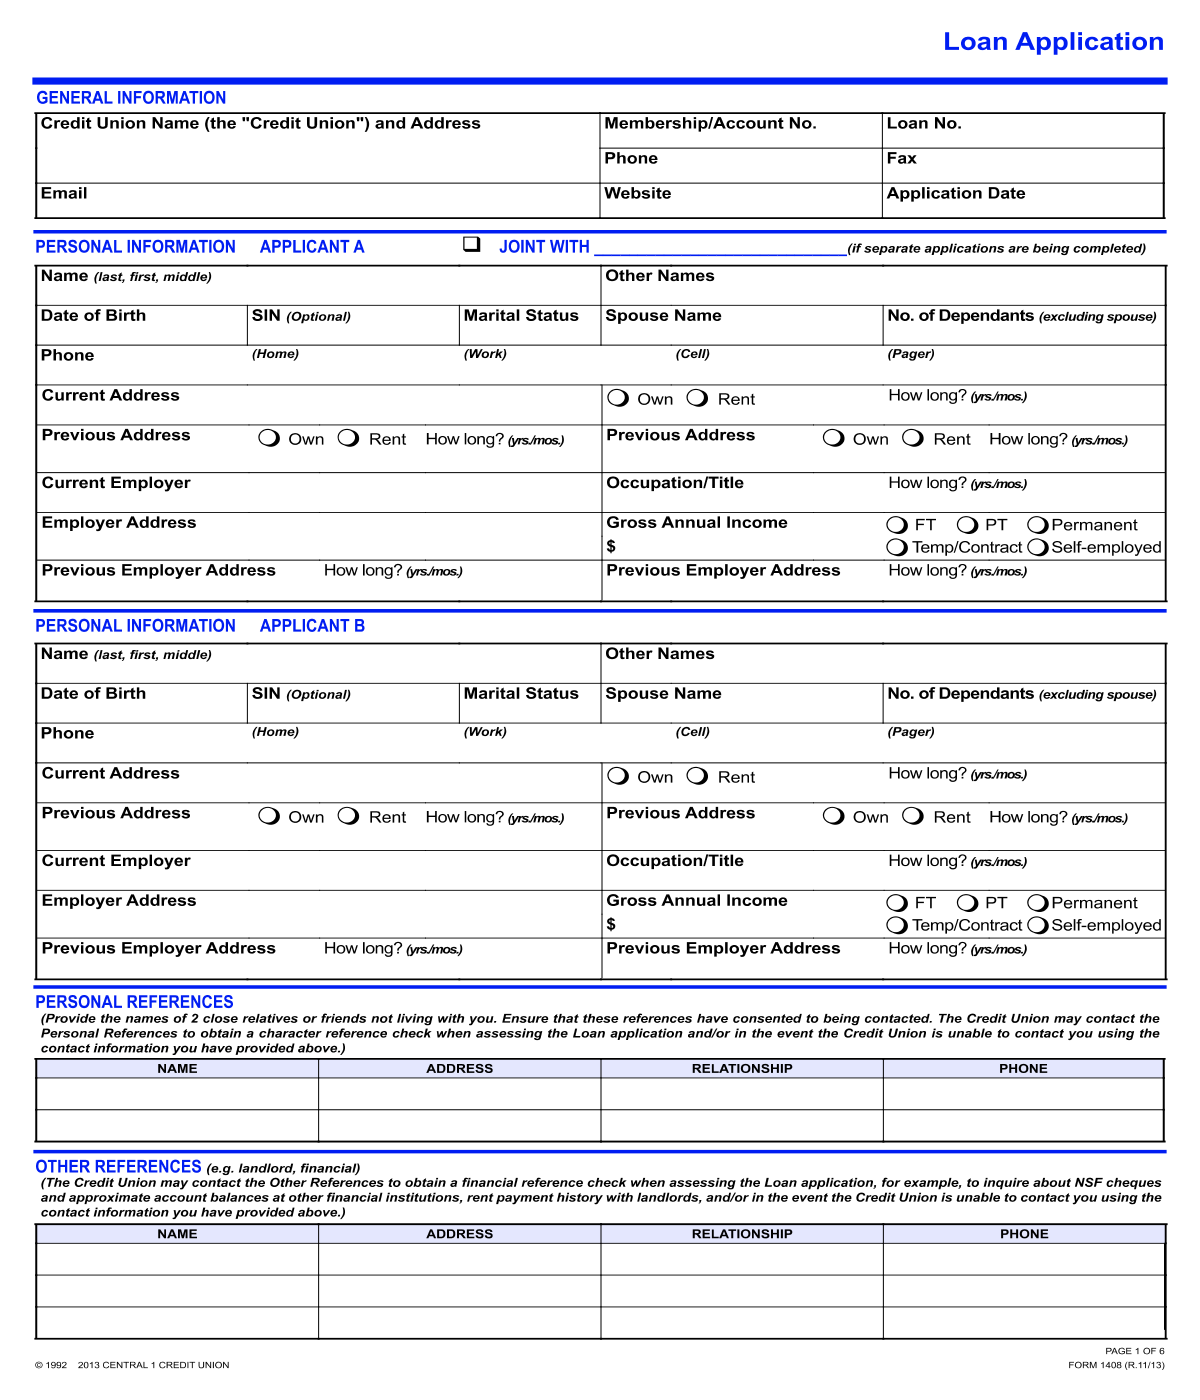 Loan Application
GENERAL INFORMATION
Credit Union Name (the "Credit Union") and Address
Membership/Account No.
Loan No.
Phone
Fax
Email
Website
Application Date
PERSONAL INFORMATION APPLICANT A ❑ JOINT WITH ____________________________(if separate applications are being completed)
Name (last, first, middle)
Other Names
Date of Birth
SIN (Optional)
Marital Status
Spouse Name
No. of Dependants (excluding spouse)
Phone (Home) (Work) (Cell) (Pager)
Current Address
Own Rent How long? (yrs./mos.)
Previous Address Own Rent How long? (yrs./mos.)
Previous Address Own Rent How long? (yrs./mos.)
Current Employer
Occupation/Title How long? (yrs./mos.)
Employer Address
Gross Annual Income
$
FT PT Permanent
Temp/Contract Self-employed
Previous Employer Address How long? (yrs./mos.)
Previous Employer Address How long? (yrs./mos.)
PERSONAL INFORMATION APPLICANT B
Name (last, first, middle)
Other Names
Date of Birth
SIN (Optional)
Marital Status
Spouse Name
No. of Dependants (excluding spouse)
Phone (Home) (Work) (Cell) (Pager)
Current Address
Own Rent How long? (yrs./mos.)
Previous Address Own Rent How long? (yrs./mos.)
Previous Address Own Rent How long? (yrs./mos.)
Current Employer
Occupation/Title How long? (yrs./mos.)
Employer Address
Gross Annual Income
$
FT PT Permanent
Temp/Contract Self-employed
Previous Employer Address How long? (yrs./mos.)
Previous Employer Address How long? (yrs./mos.)
PERSONAL REFERENCES
(Provide the names of 2 close relatives or friends not living with you. Ensure that these references have consented to being contacted. The Credit Union may contact the
Personal References to obtain a character reference check when assessing the Loan application and/or in the event the Credit Union is unable to contact you using the
contact information you have provided above.)
NAME ADDRESS RELATIONSHIP PHONE
OTHER REFERENCES (e.g. landlord, financial)
(The Credit Union may contact the Other References to obtain a financial reference check when assessing the Loan application, for example, to inquire about NSF cheques
and approximate account balances at other financial institutions, rent payment history with landlords, and/or in the event the Credit Union is unable to contact you using the
contact information you have provided above.)
NAME ADDRESS RELATIONSHIP PHONE
PAGE 1 OF 6
© 1992 2013 CENTRAL 1 CREDIT UNION
FORM 1408 (R.11/13)